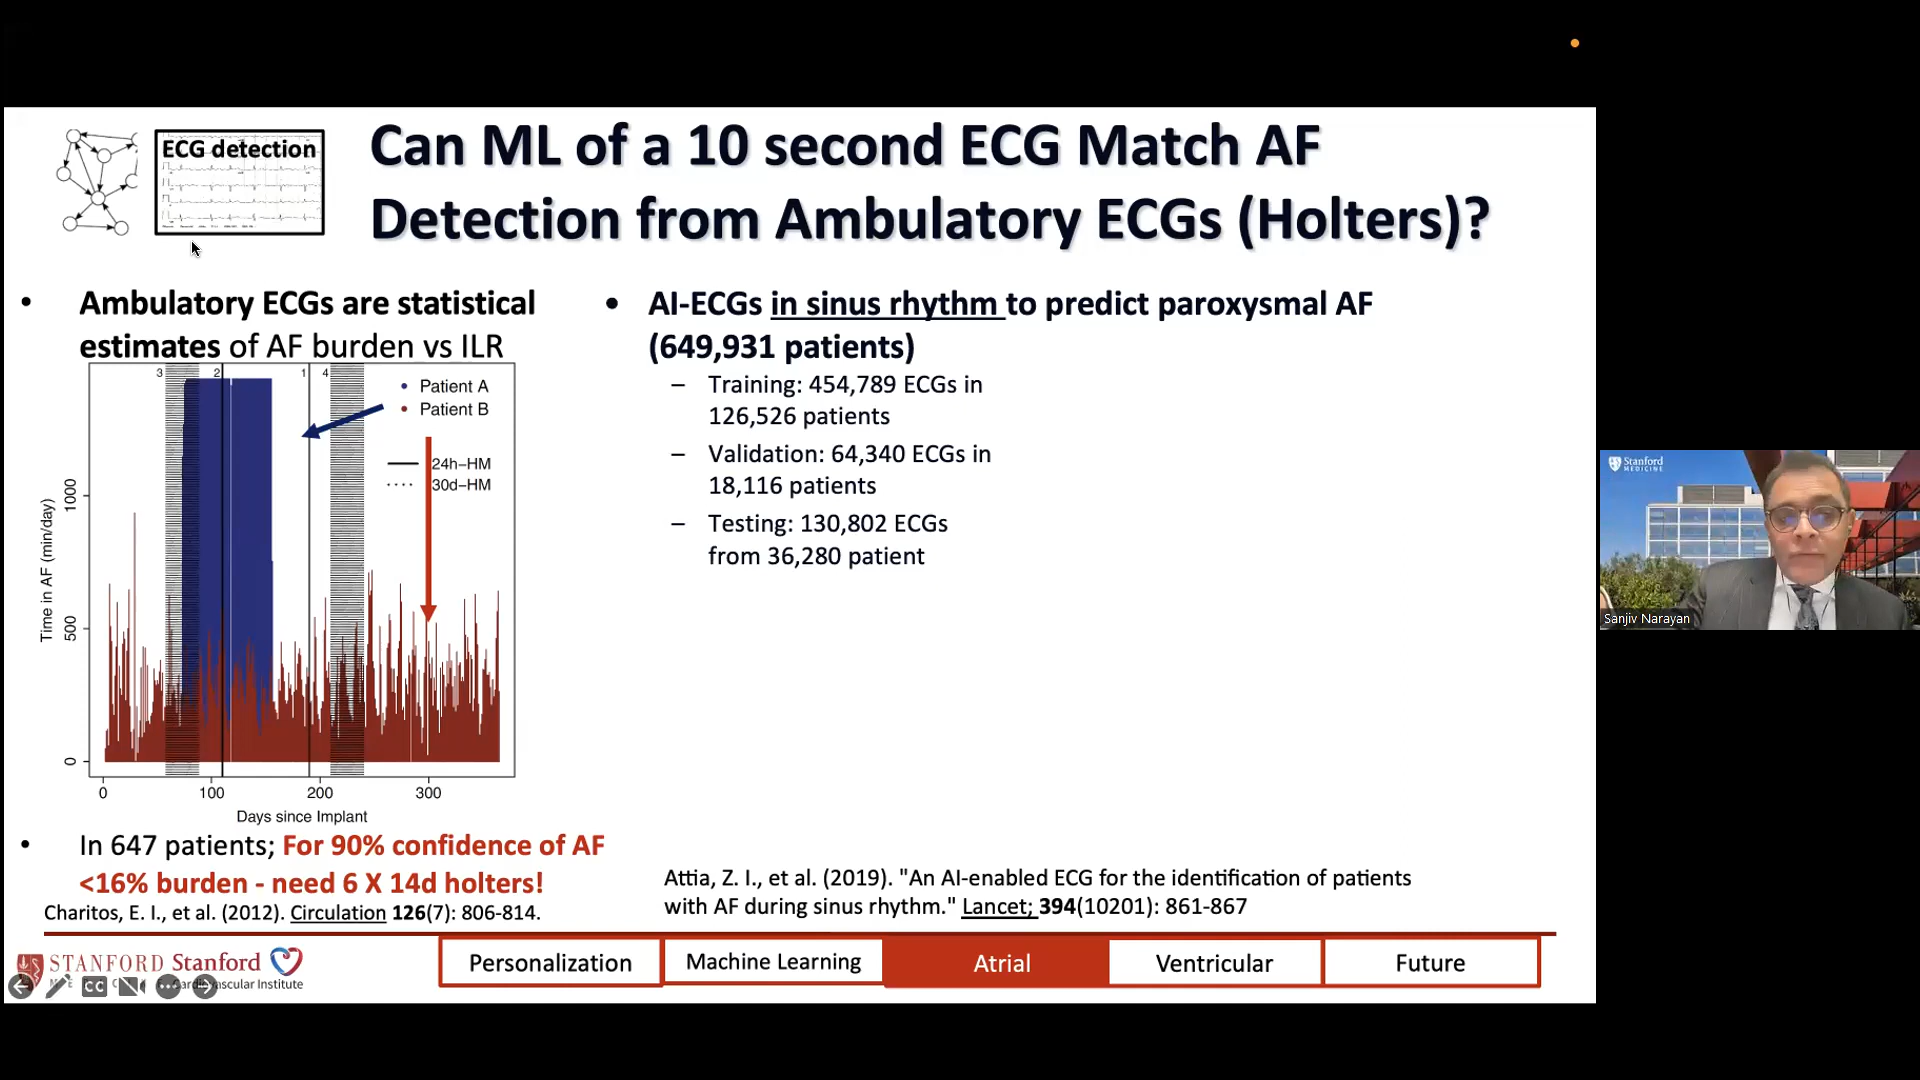 ECG detection
Can ML of a 10 second ECG Match AF
Detection from Ambulatory ECGs (Holters)?
• Ambulatory ECGs are statistical
estimates of AF burden vs ILR
3 2 1 4
Patient A
Patient B
24h-HM
30d-HM
Time in AF (min/day)
1000
500
0
0 100 200 300
Days since Implant
• In 647 patients; For 90% confidence of AF
<16% burden - need 6 X 14d holters!
Charitos, E. I., et al. (2012). Circulation 126(7): 806-814.
• AI-ECGs in sinus rhythm to predict paroxysmal AF
(649,931 patients)
– Training: 454,789 ECGs in
126,526 patients
– Validation: 64,340 ECGs in
18,116 patients
– Testing: 130,802 ECGs
from 36,280 patient
Attia, Z. I., et al. (2019). "An AI-enabled ECG for the identification of patients
with AF during sinus rhythm." Lancet; 394(10201): 861-867
STANFORD Stanford
Cardiovascular Institute
CC
Personalization
Machine Learning
Atrial
Ventricular
Future
Stanford
MEDICINE
Sanjiv Narayan